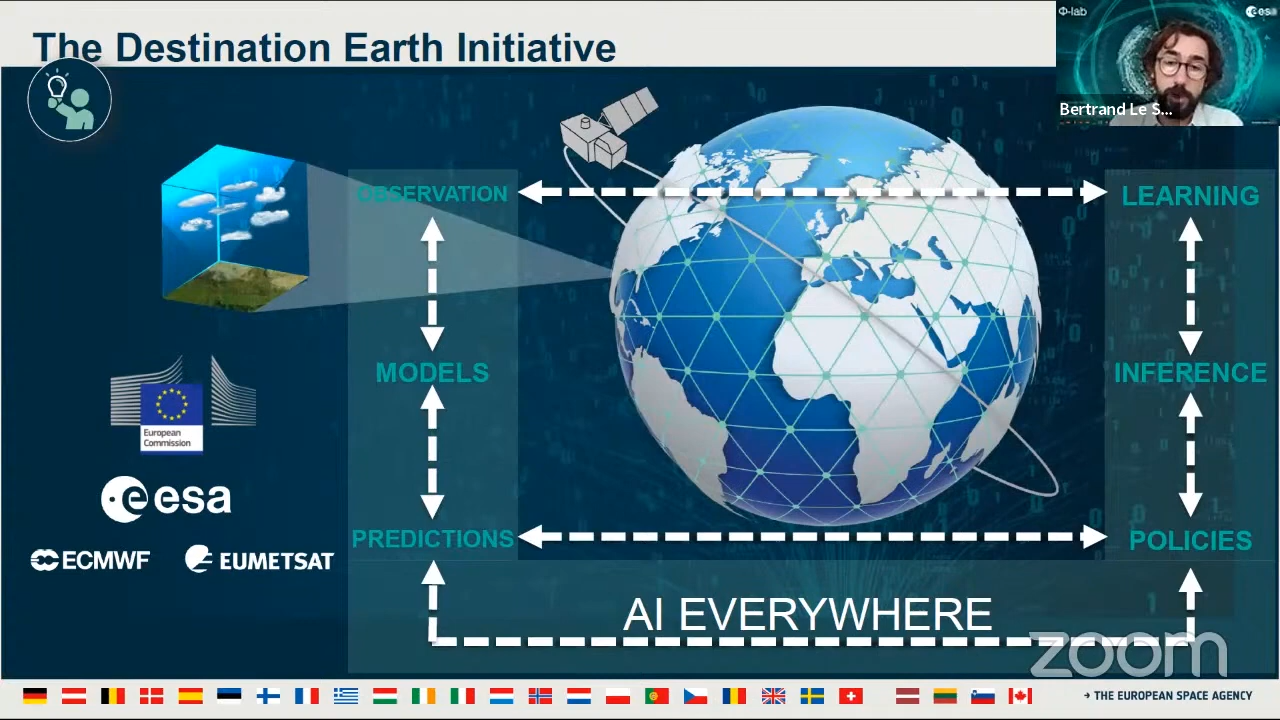 The Destination Earth Initiative
Φ-lab
esa
Bertrand Le S...
OBSERVATION
LEARNING
MODELS
INFERENCE
European
Commission
esa
PREDICTIONS
POLICIES
ECMWF
EUMETSAT
AI EVERYWHERE
zoom
→ THE EUROPEAN SPACE AGENCY